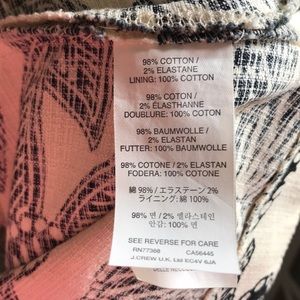 98% COTTON /
2% ELASTANE
LINING: 100% COTTON
98% COTON /
2% ÉLASTHANNE
DOUBLURE: 100% COTON
98% BAUMWOLLE /
2% ELASTAN
FUTTER: 100% BAUMWOLLE
98% COTONE / 2% ELASTAN
FODERA: 100% COTONE
綿 98% / エラステーン 2%
ライニング: 綿 100%
98% 면 / 2% 엘라스테인
안감: 100% 면
SEE REVERSE FOR CARE
RN77388 CA56445
J.CREW U.K. Ltd EC4V 6JA